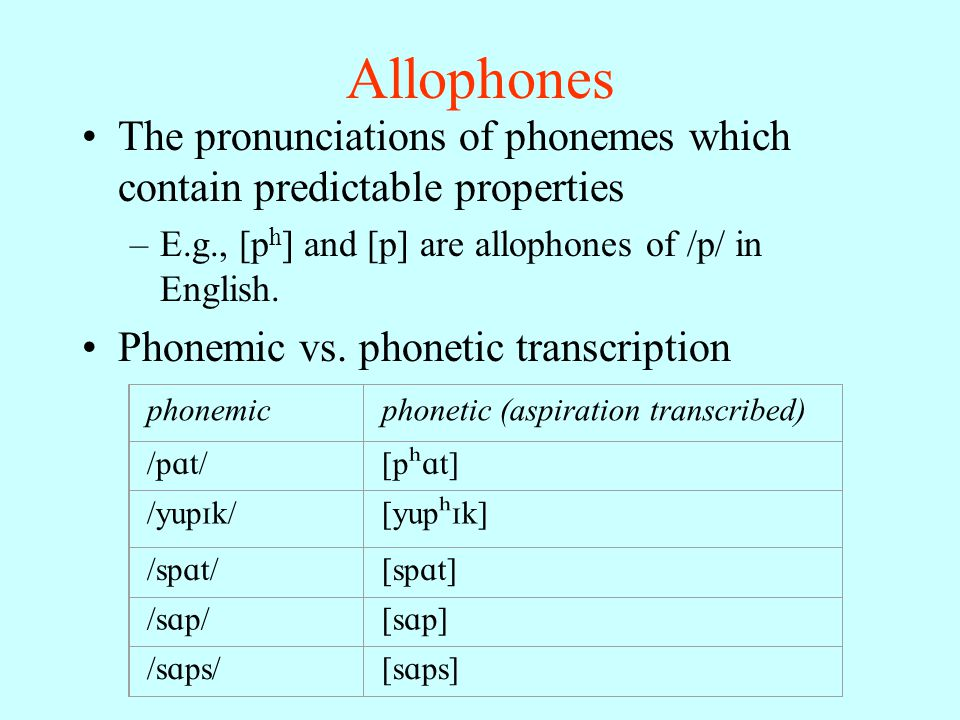 Allophones
• The pronunciations of phonemes which
contain predictable properties
– E.g., [pʰ] and [p] are allophones of /p/ in
English.
• Phonemic vs. phonetic transcription
phonemic phonetic (aspiration transcribed)
/pɑt/ [pʰɑt]
/yupɪk/ [yupʰɪk]
/spɑt/ [spɑt]
/sɑp/ [sɑp]
/sɑps/ [sɑps]